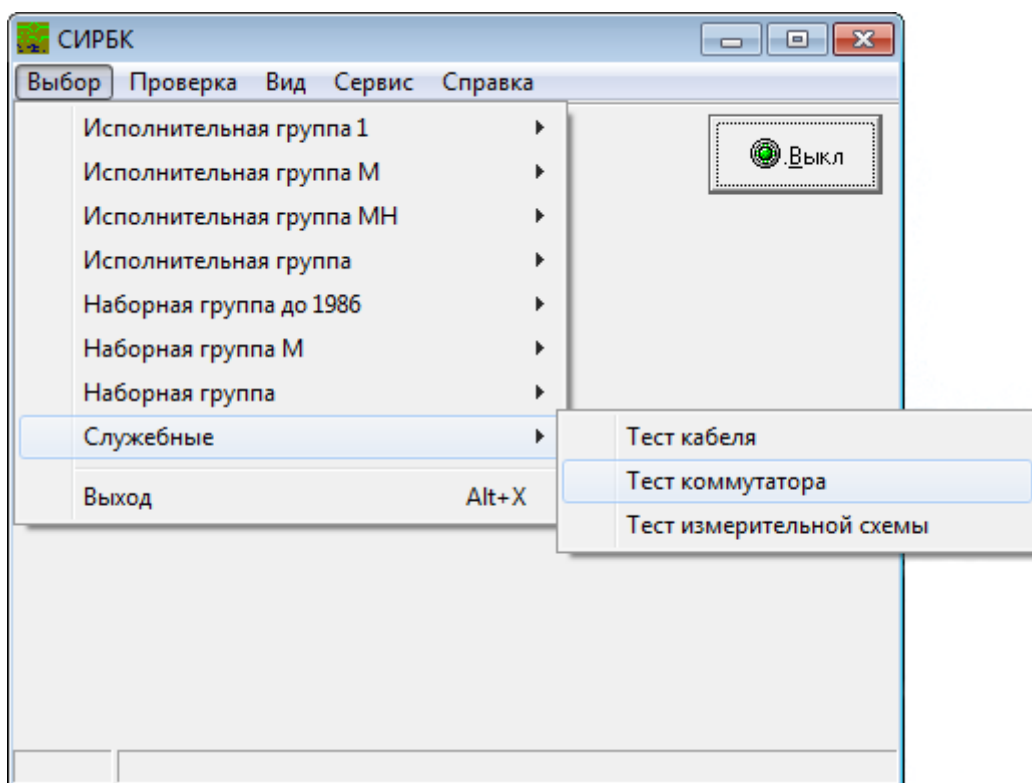 СИРБК
Выбор Проверка Вид Сервис Справка
Исполнительная группа 1
.Выкл
Исполнительная группа М
Исполнительная группа МН
Исполнительная группа
Наборная группа до 1986
Наборная группа М
Наборная группа
Служебные
Тест кабеля
Тест коммутатора
Тест измерительной схемы
Выход Alt+X